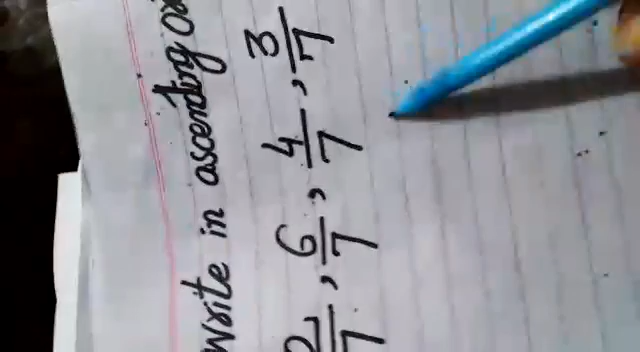 Write in ascending
2/7, 6/7, 4/7, 3/7